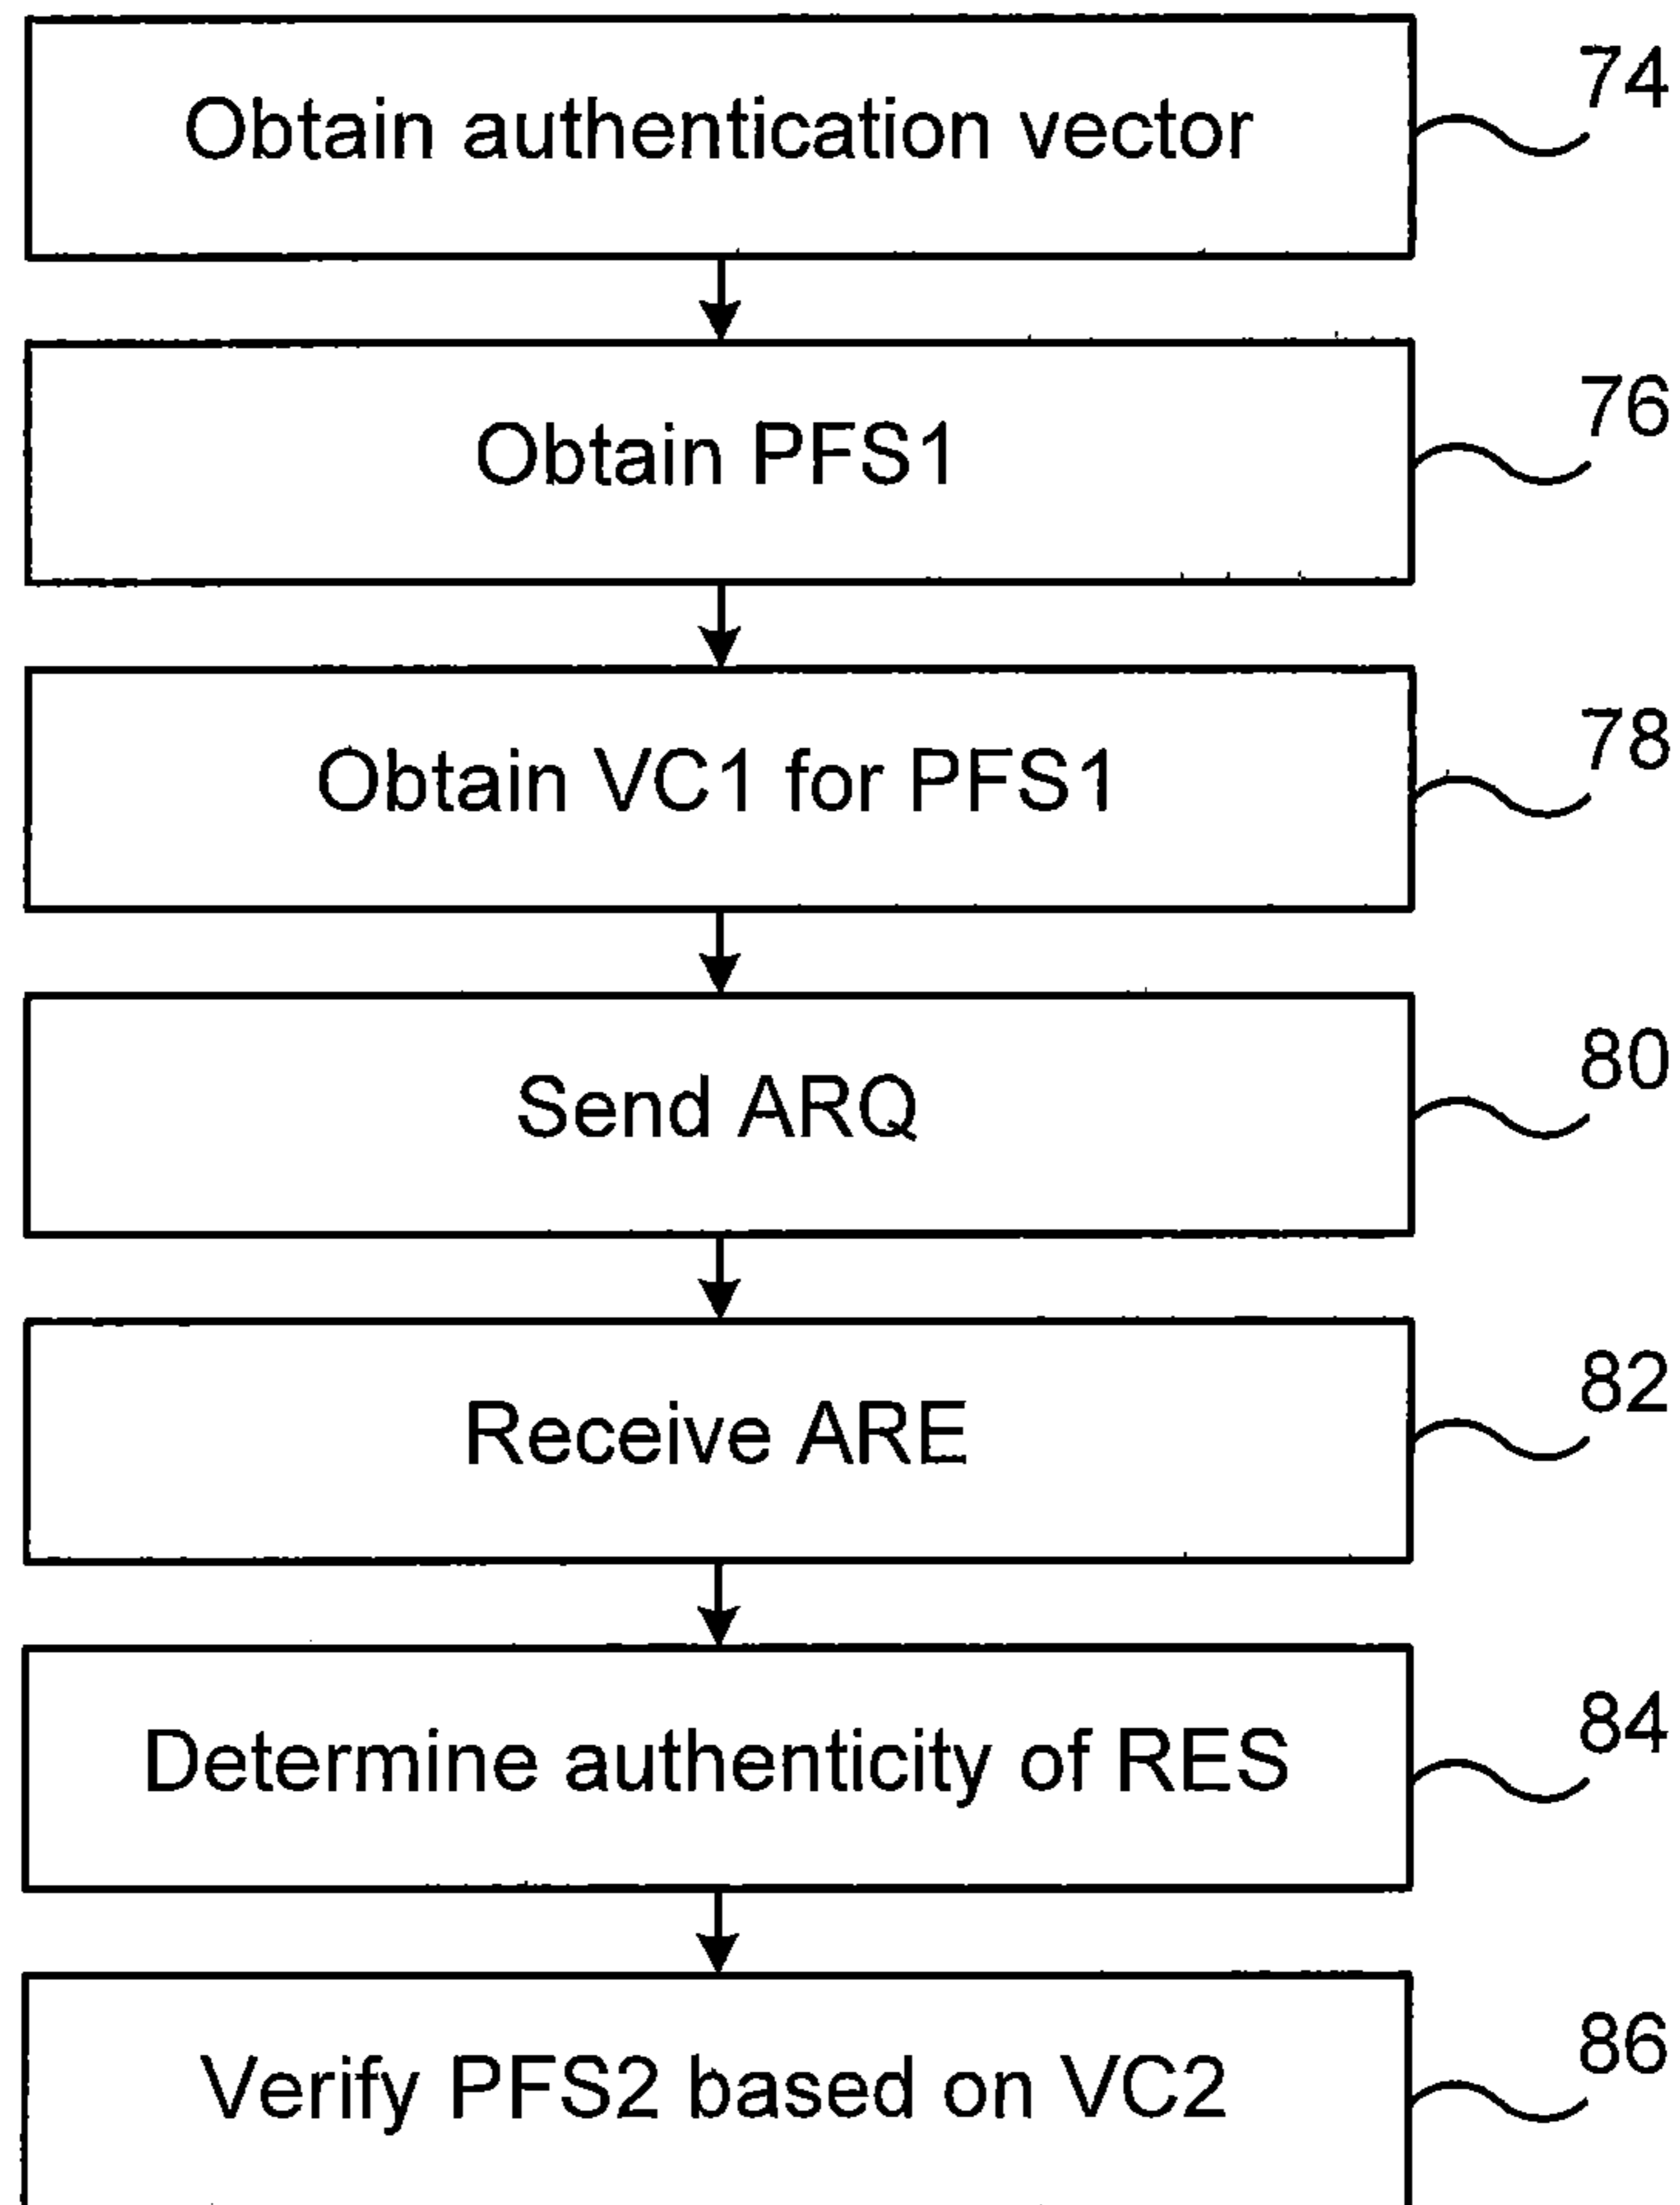 Obtain authentication vector
74
Obtain PFS1
76
Obtain VC1 for PFS1
78
Send ARQ
80
Receive ARE
82
Determine authenticity of RES
84
Verify PFS2 based on VC2
86